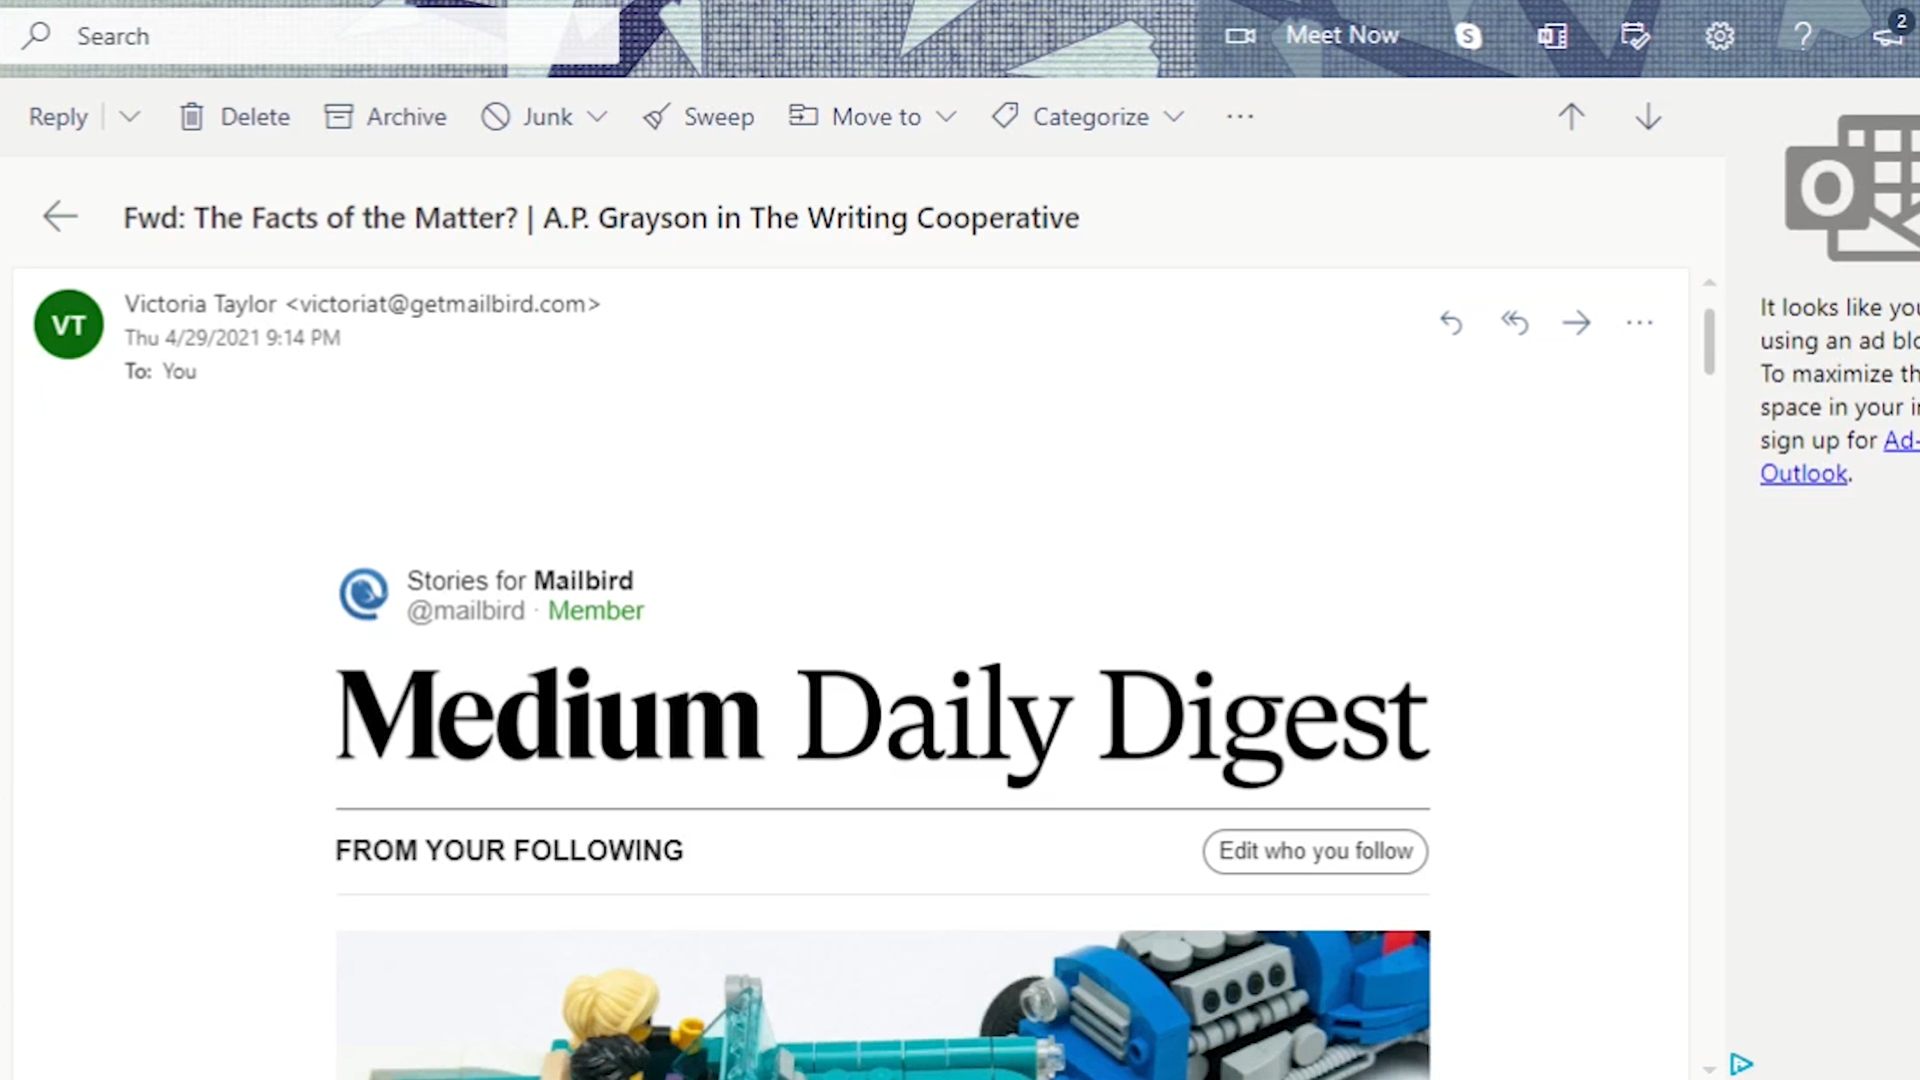 Search
Meet Now
2
Reply
Delete
Archive
Junk
Sweep
Move to
Categorize
Fwd: The Facts of the Matter? | A.P. Grayson in The Writing Cooperative
VT
Victoria Taylor <victoriat@getmailbird.com>
Thu 4/29/2021 9:14 PM
To: You
It looks like you
using an ad blo
To maximize th
space in your i
sign up for Ad-
Outlook.
Stories for Mailbird
@mailbird · Member
Medium Daily Digest
FROM YOUR FOLLOWING
Edit who you follow